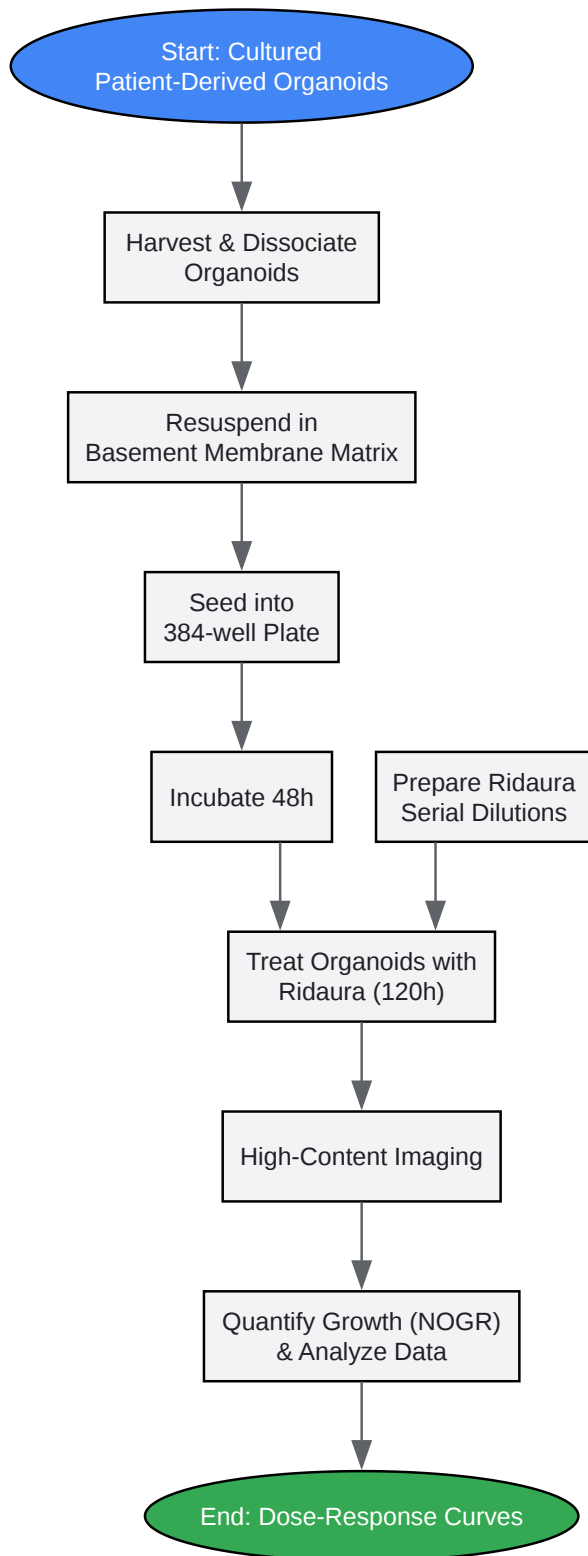 Start: Cultured
Patient-Derived Organoids
Harvest & Dissociate
Organoids
Resuspend in
Basement Membrane Matrix
Seed into
384-well Plate
Incubate 48h
Prepare Ridaura
Serial Dilutions
Treat Organoids with
Ridaura (120h)
High-Content Imaging
Quantify Growth (NOGR)
& Analyze Data
End: Dose-Response Curves